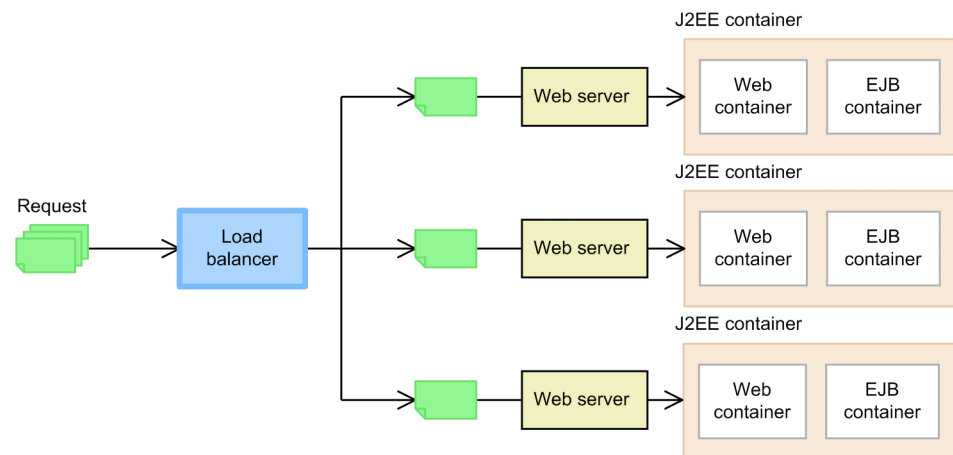 J2EE container
Web server
Web
container
EJB
container
Request
Load
balancer
J2EE container
Web server
Web
container
EJB
container
J2EE container
Web server
Web
container
EJB
container